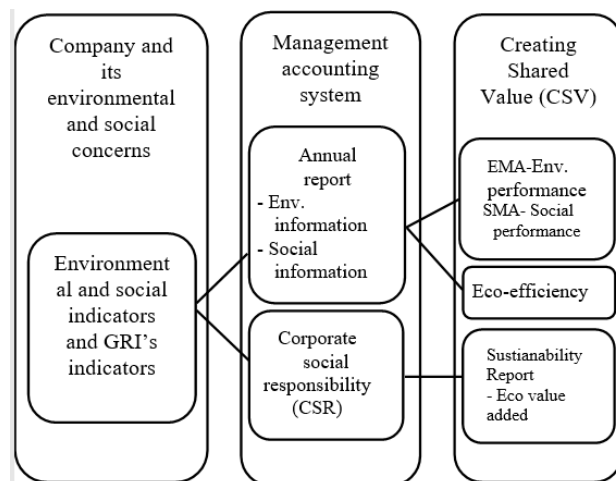 Company and
its
environmental
and social
concerns
Environment
al and social
indicators
and GRI's
indicators
Management
accounting
system
Annual
report
- Env.
information
- Social
information
Corporate
social
responsibility
(CSR)
Creating
Shared
Value (CSV)
EMA-Env.
performance
SMA- Social
performance
Eco-efficiency
Sustianability
Report
- Eco value
added